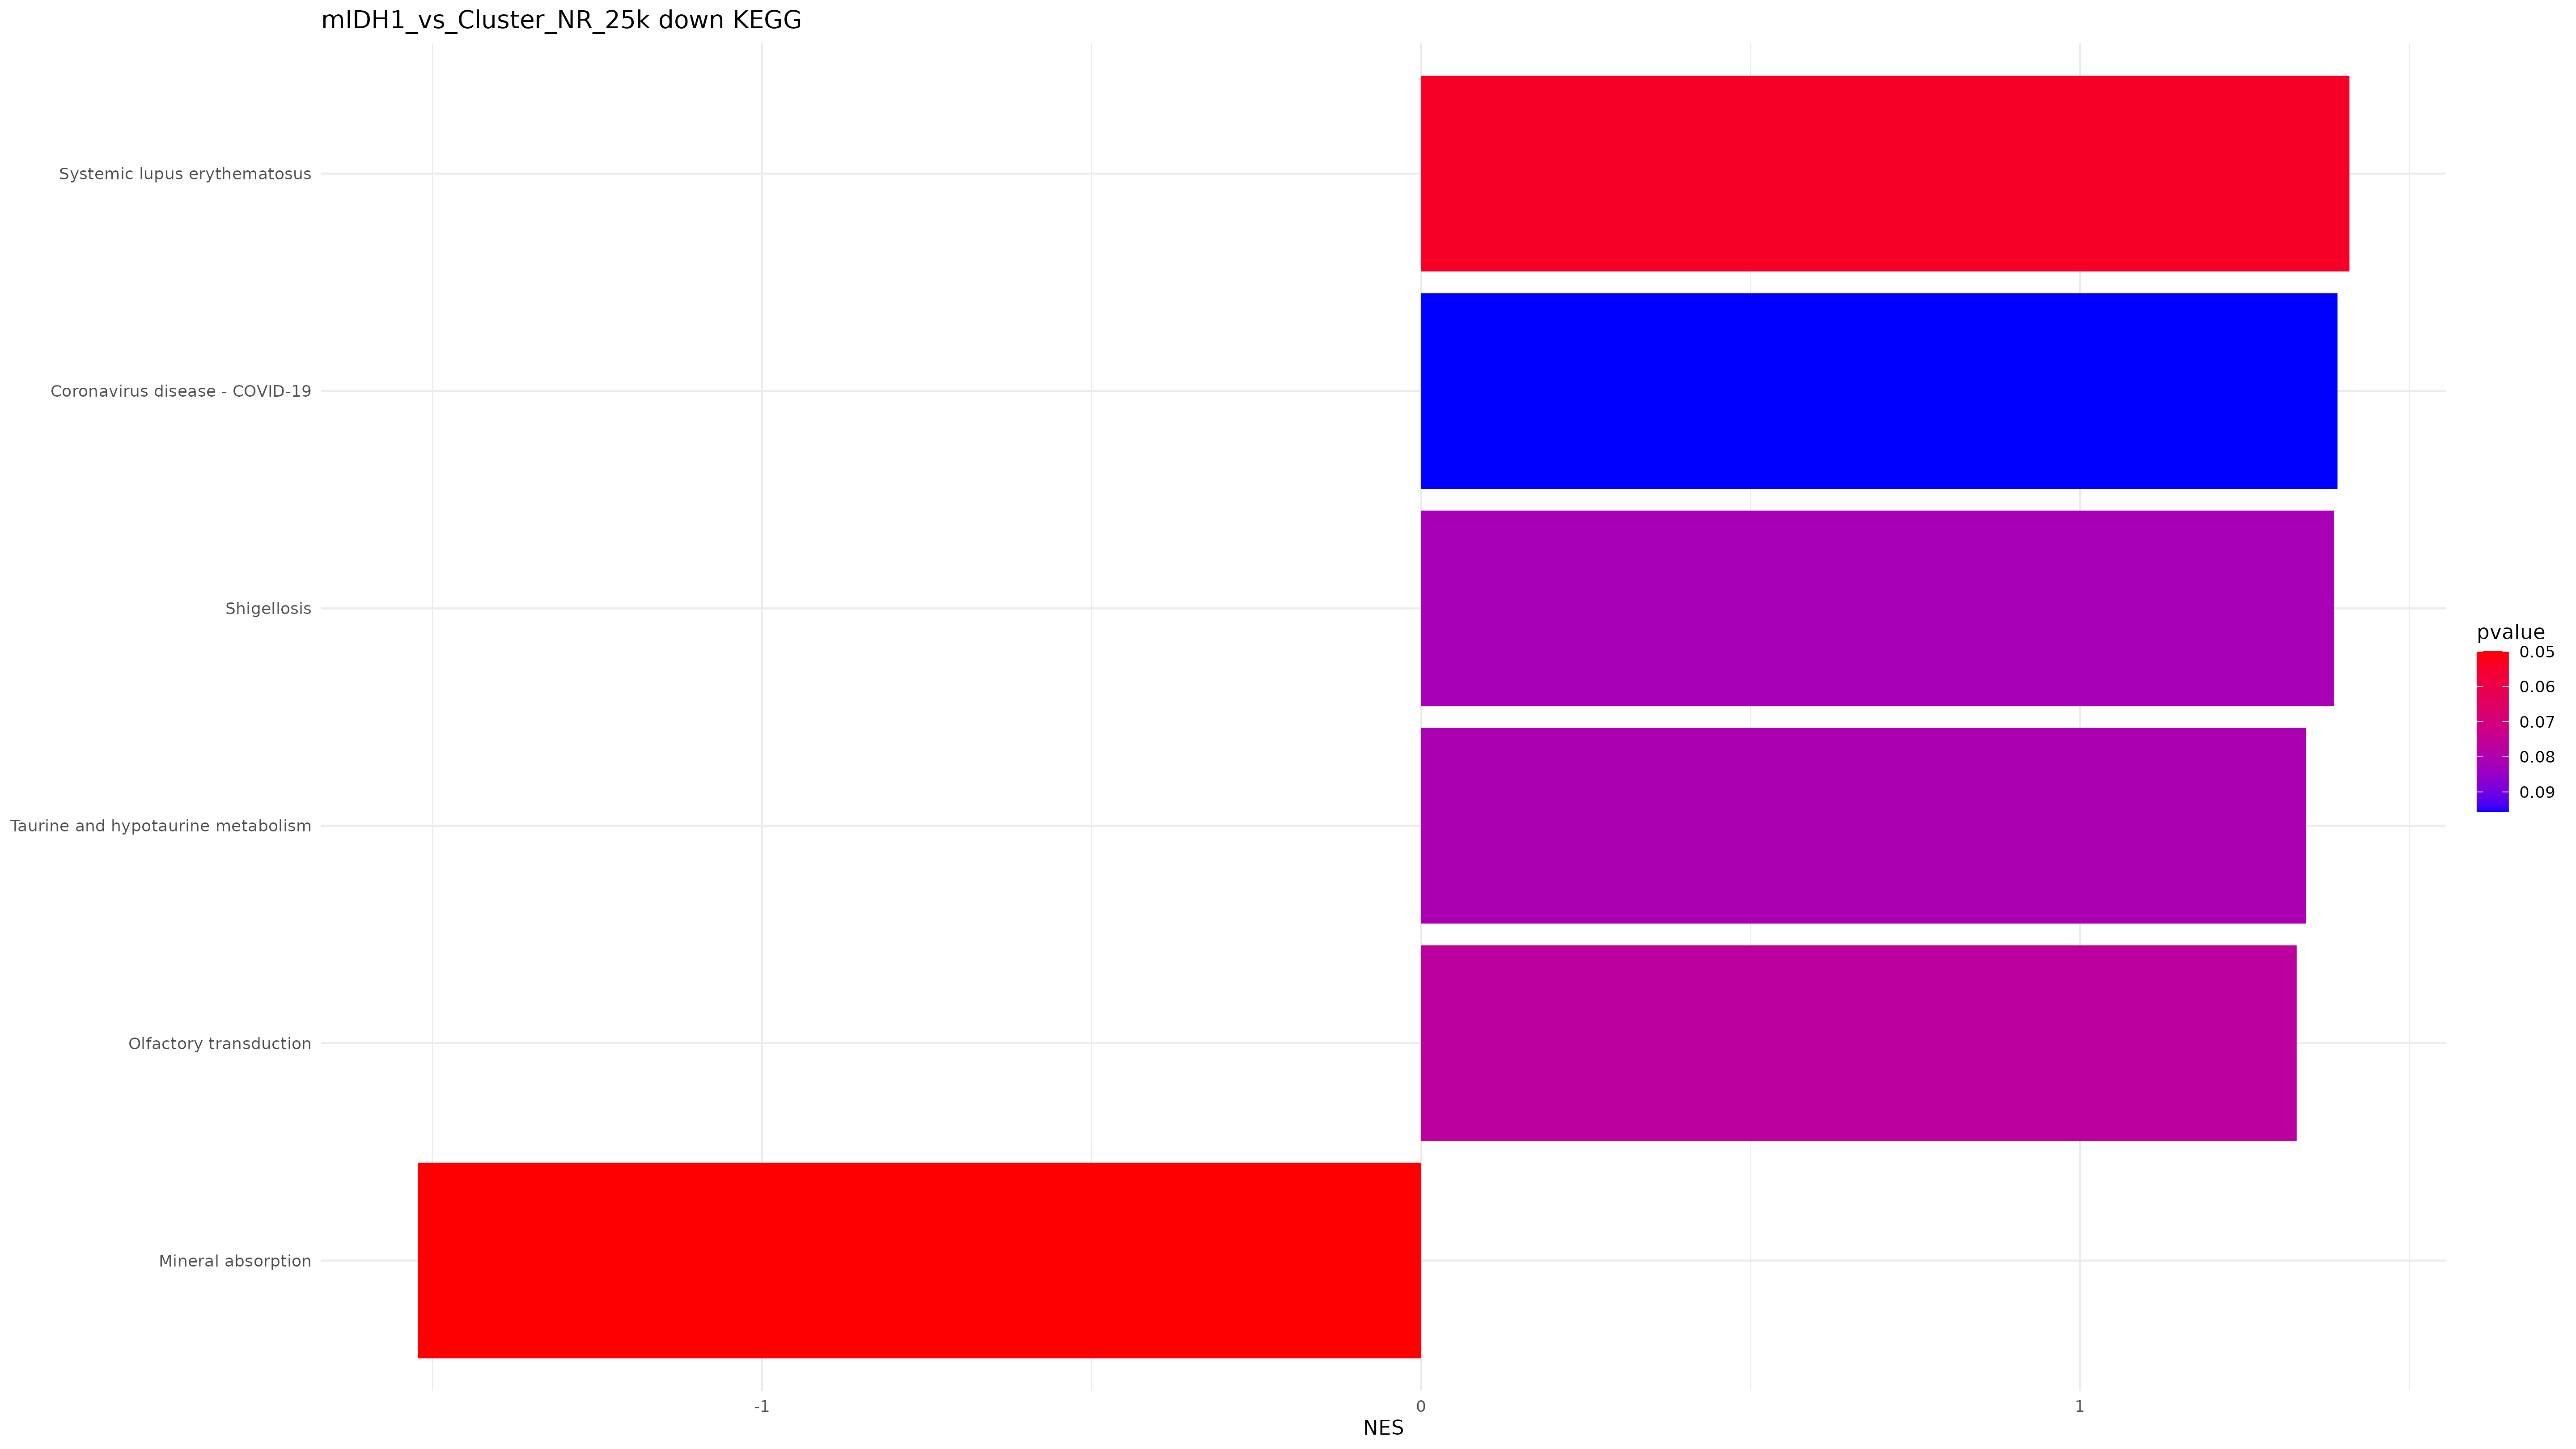 mIDH1_vs_Cluster_NR_25k down KEGG
Systemic lupus erythematosus
Coronavirus disease - COVID-19
Shigellosis
Taurine and hypotaurine metabolism
Olfactory transduction
Mineral absorption
-1
0
1
NES
pvalue
0.05
0.06
0.07
0.08
0.09